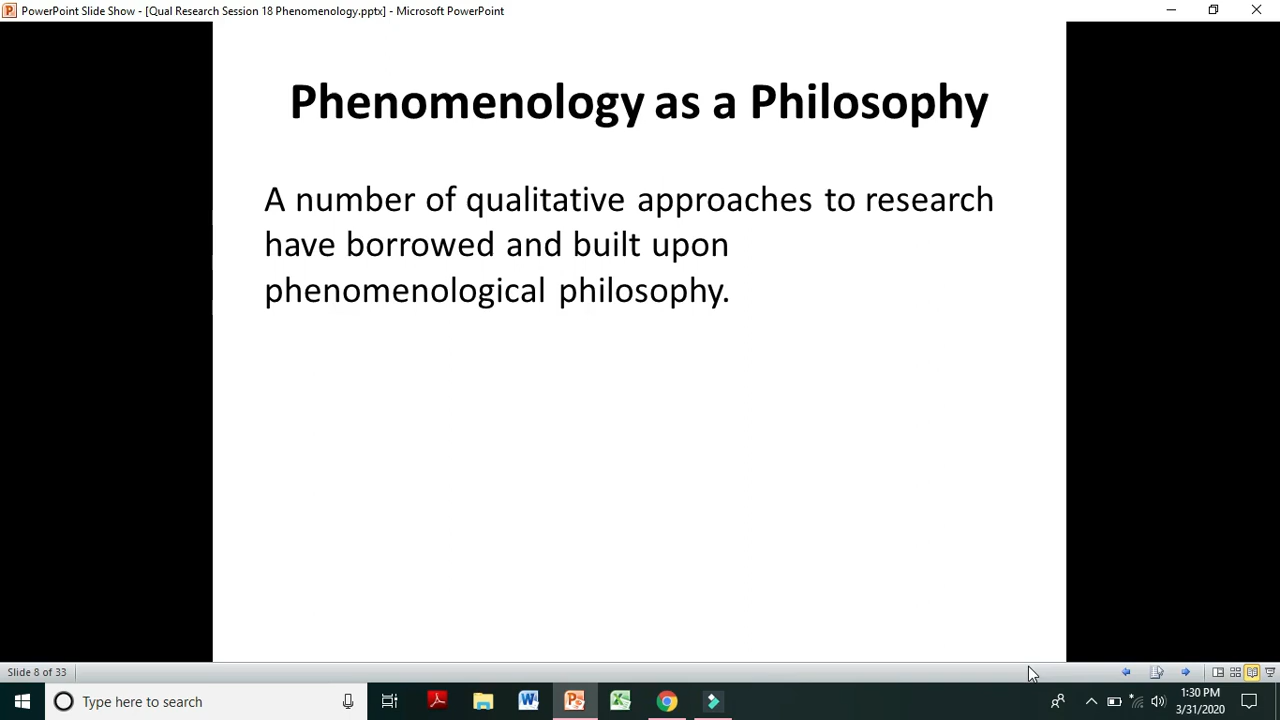 PowerPoint Slide Show - [Qual Research Session 18 Phenomenology.pptx] - Microsoft PowerPoint
Phenomenology as a Philosophy
A number of qualitative approaches to research
have borrowed and built upon
phenomenological philosophy.
Slide 8 of 33
Type here to search
1:30 PM
3/31/2020